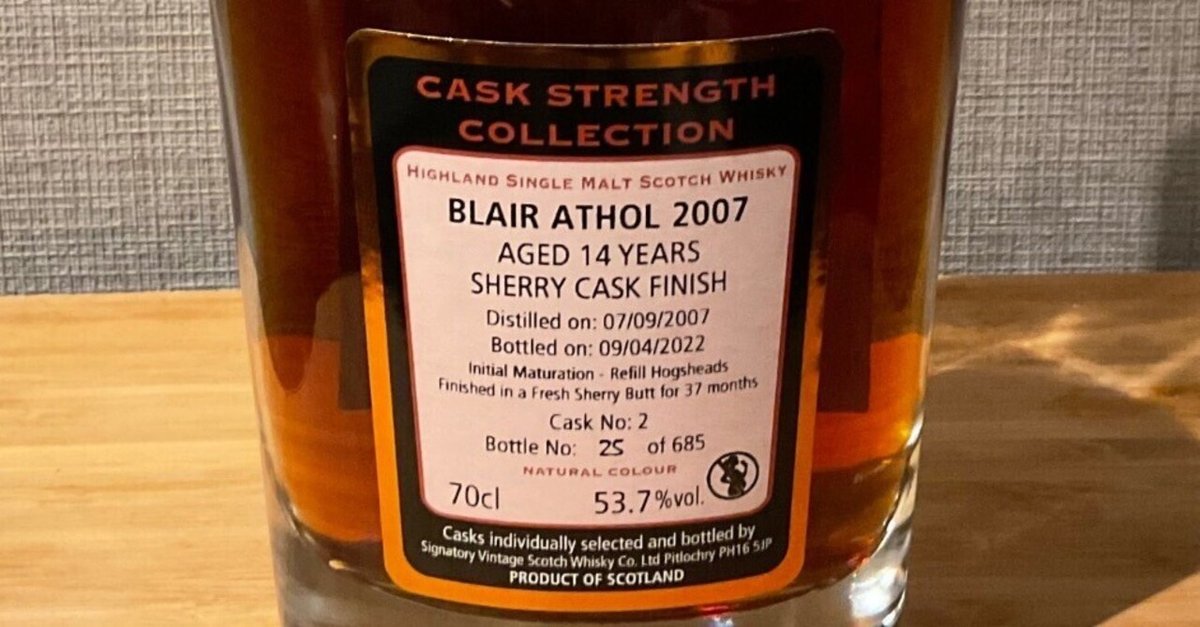 CASK STRENGTH
COLLECTION
HIGHLAND SINGLE MALT SCOTCH WHISKY
BLAIR ATHOL 2007
AGED 14 YEARS
SHERRY CASK FINISH
Distilled on: 07/09/2007
Bottled on: 09/04/2022
Initial Maturation - Refill Hogsheads
Finished in a Fresh Sherry Butt for 37 months
Cask No: 2
Bottle No: 25 of 685
NATURAL COLOUR
70cl 53.7%vol.
Casks individually selected and bottled by
Signatory Vintage Scotch Whisky Co. Ltd Pitlochry PH16 5JP
PRODUCT OF SCOTLAND